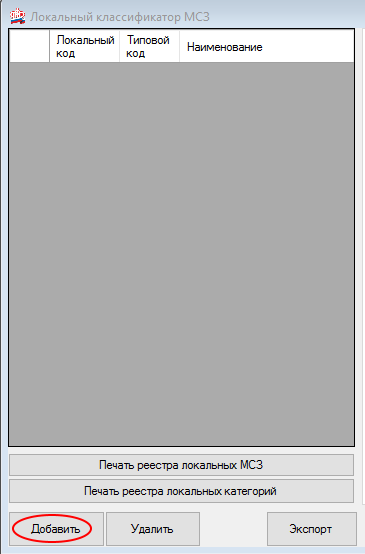 Локальный классификатор МСЗ
Локальный код
Типовой код
Наименование
Печать реестра локальных МСЗ
Печать реестра локальных категорий
Добавить
Удалить
Экспорт